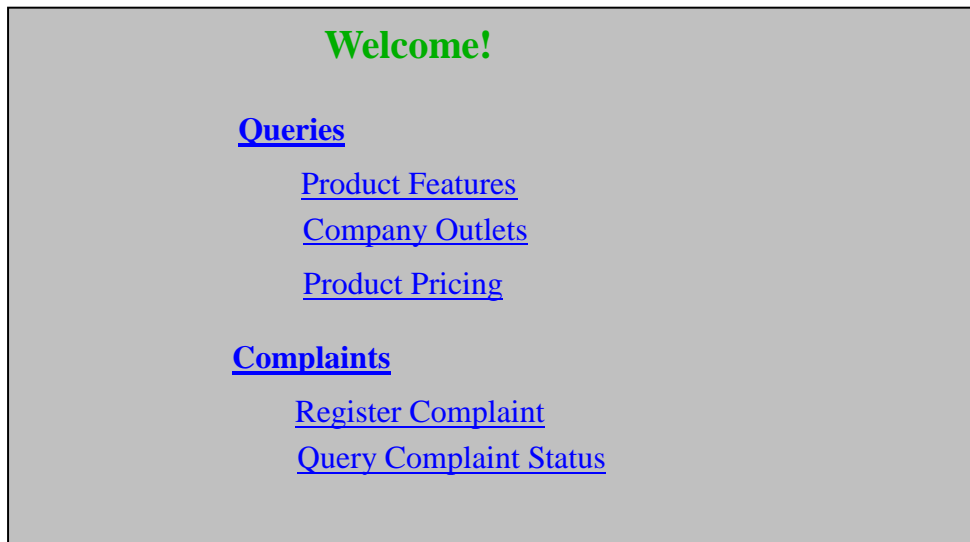 Welcome!
Queries
Product Features
Company Outlets
Product Pricing
Complaints
Register Complaint
Query Complaint Status